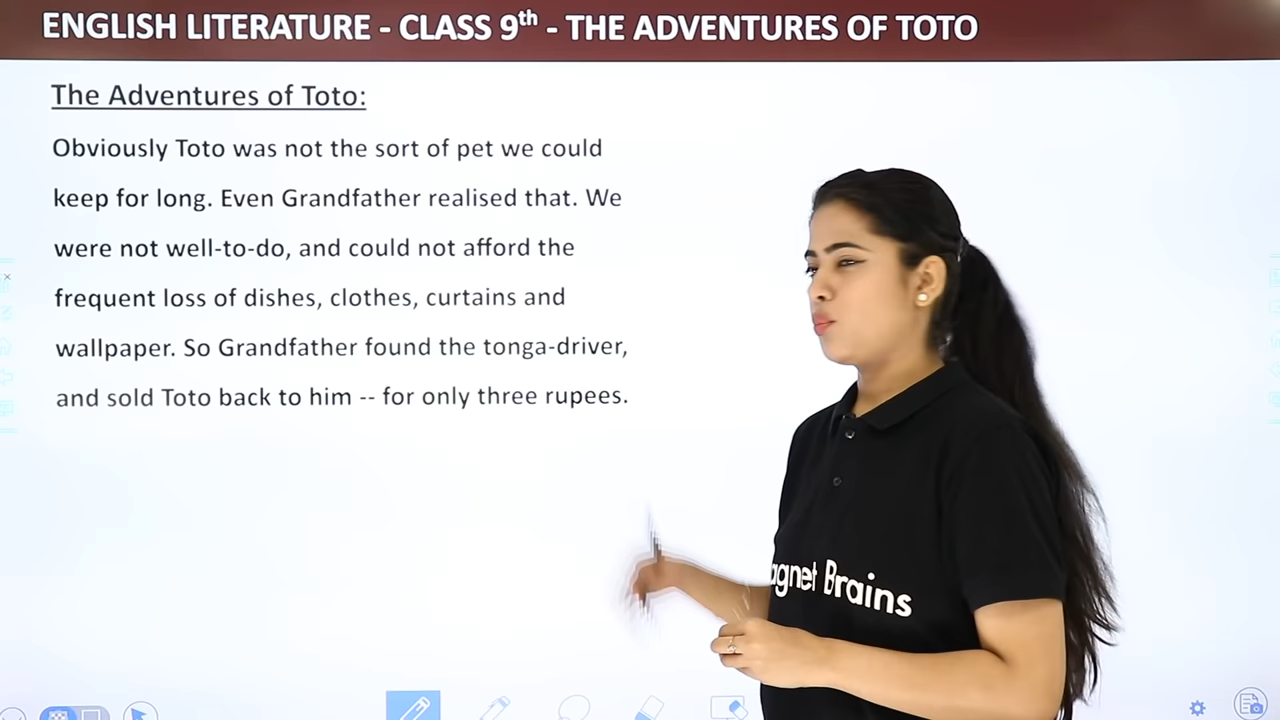 ENGLISH LITERATURE - CLASS 9th - THE ADVENTURES OF TOTO
The Adventures of Toto:
Obviously Toto was not the sort of pet we could
keep for long. Even Grandfather realised that. We
were not well-to-do, and could not afford the
frequent loss of dishes, clothes, curtains and
wallpaper. So Grandfather found the tonga-driver,
and sold Toto back to him -- for only three rupees.
agnet Brains